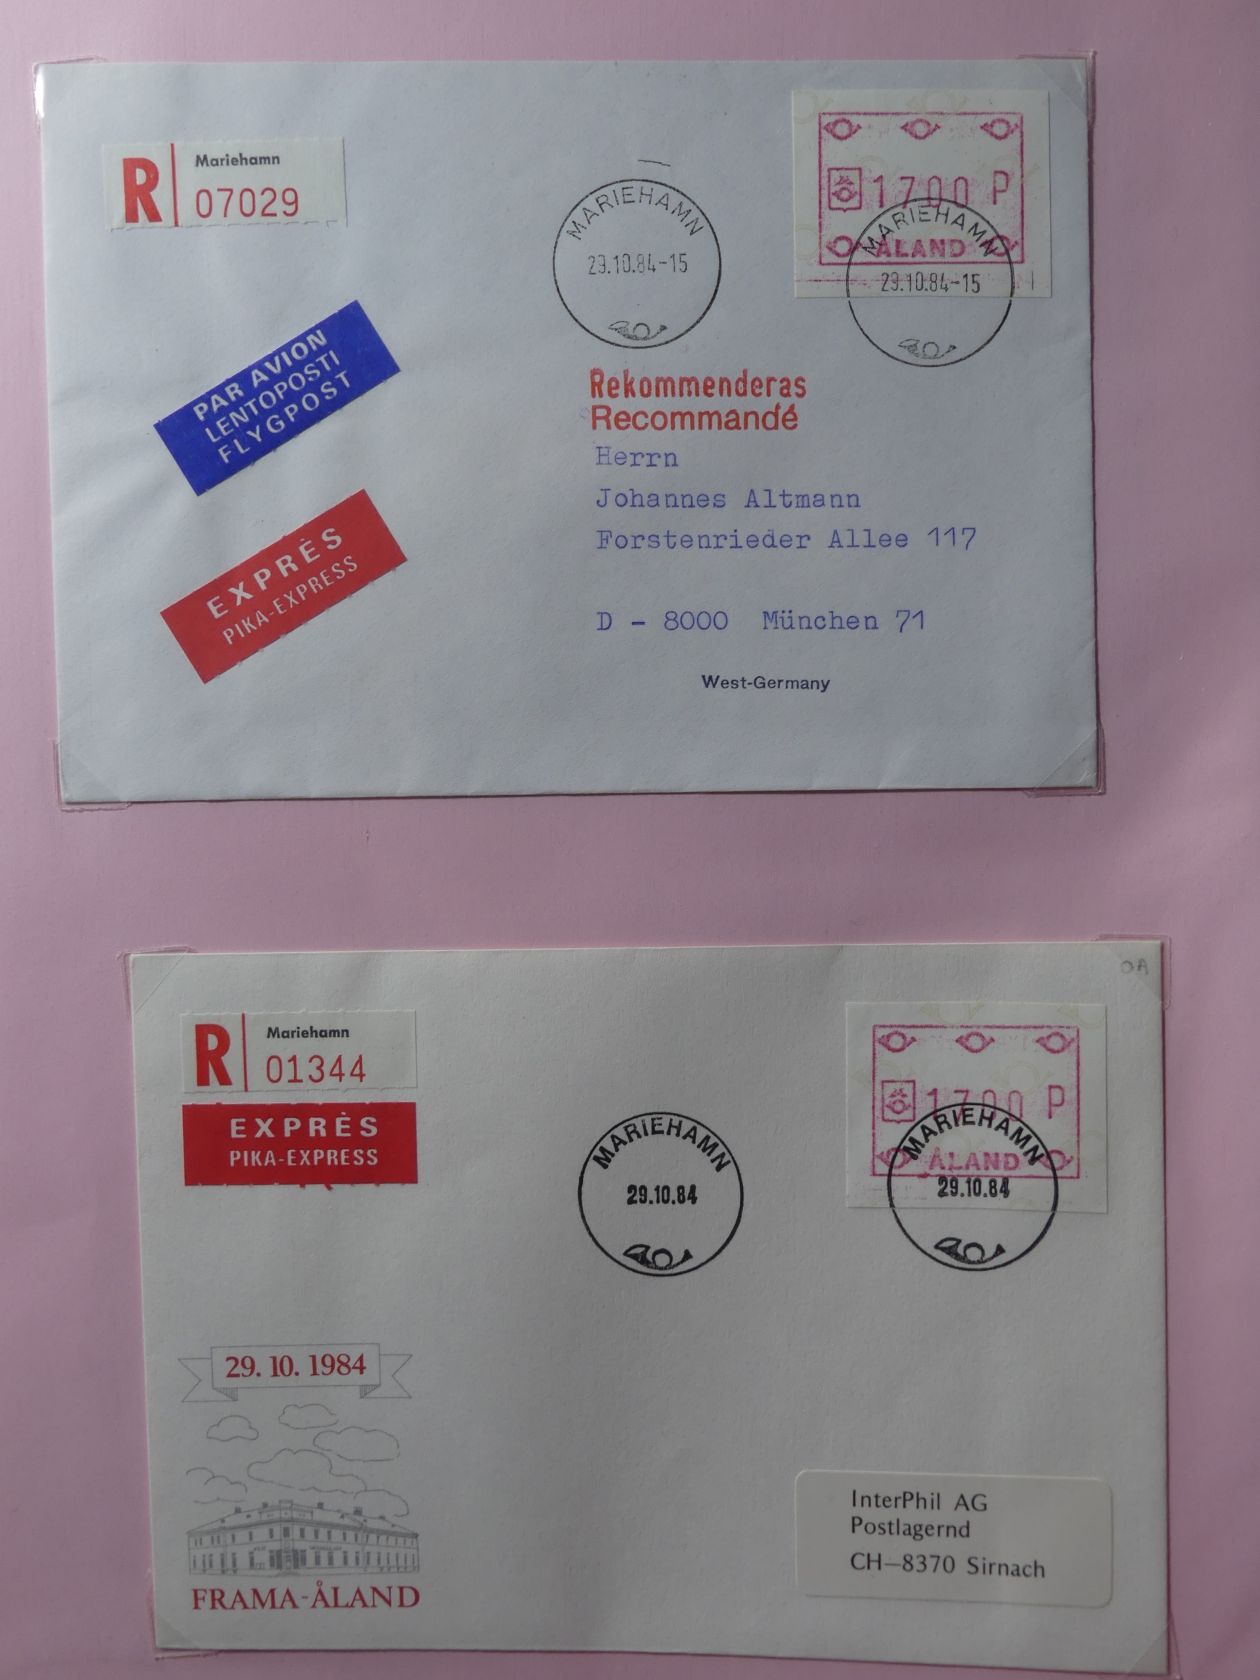 R
Mariehamn
07029
MARIEHAMN
29.10.84-15
1700 P
ÅLAND
MARIEHAMN
29.10.84-15
PAR AVION
LENTOPOSTI
FLYGPOST
EXPRÈS
PIKA-EXPRESS
Rekommenderas
Recommandé
Herrn
Johannes Altmann
Forstenrieder Allee 117
D - 8000 München 71
West-Germany
OA
R
Mariehamn
01344
EXPRÈS
PIKA-EXPRESS
MARIEHAMN
29.10.84
1700 P
ÅLAND
MARIEHAMN
29.10.84
29. 10. 1984
FRAMA-ÅLAND
InterPhil AG
Postlagernd
CH-8370 Sirnach